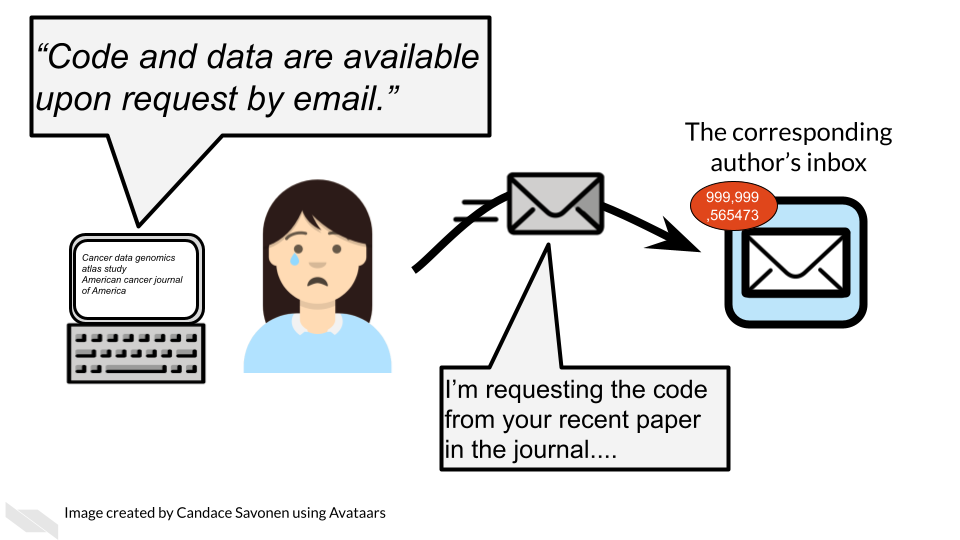 “Code and data are available
upon request by email.”
The corresponding
author’s inbox
999,999
,565473
Cancer data genomics
atlas study
American cancer journal
of America
I’m requesting the code
from your recent paper
in the journal....
Image created by Candace Savonen using Avataars